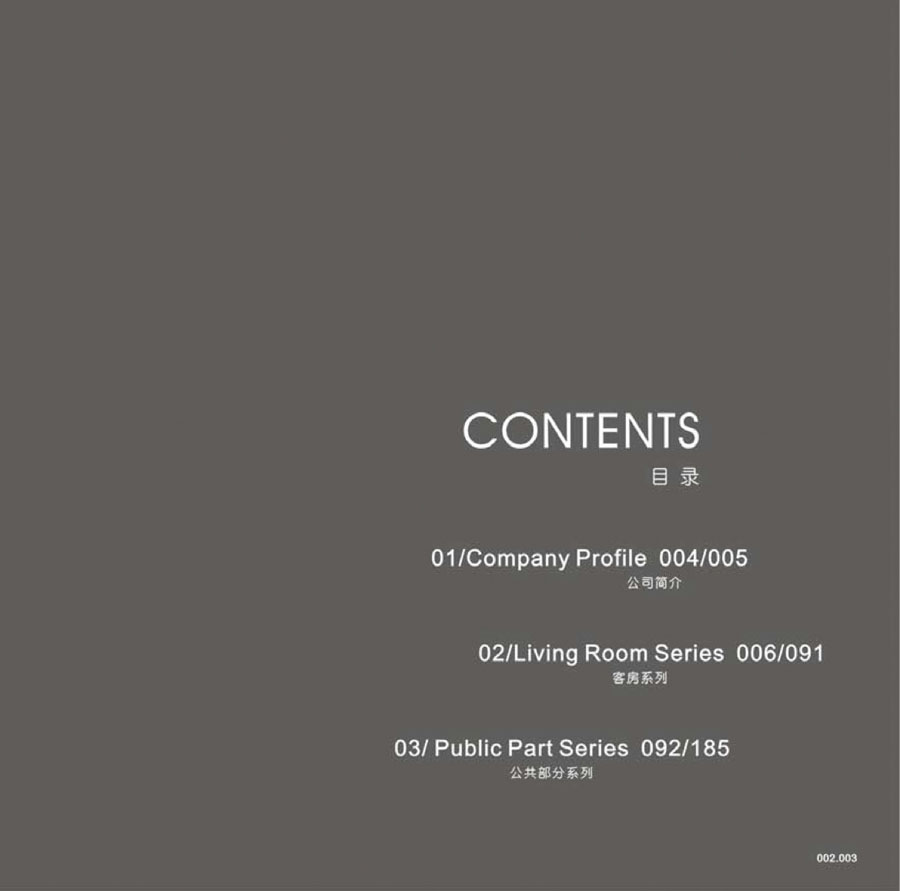 CONTENTS
目录
01/Company Profile 004/005
公司简介
02/Living Room Series 006/091
客房系列
03/ Public Part Series 092/185
公共部分系列
002.003